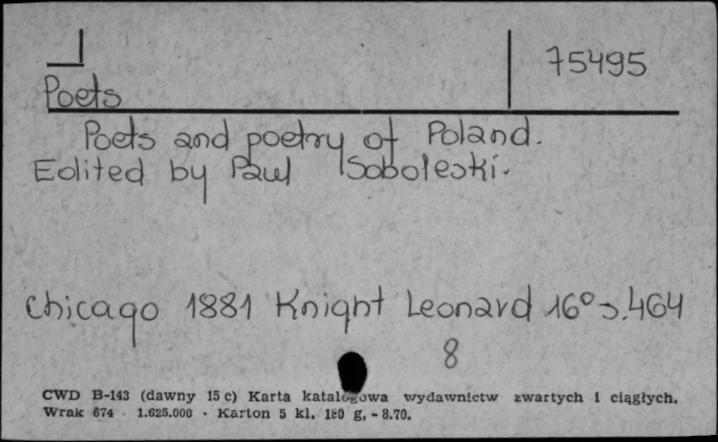 75495
Poets
Poets and poetry of Poland.
Edited by Paul Soboleski.
Chicago 1881 Knight Leonard 16° s.464
8
CWD B-143 (dawny 15 c) Karta katalogowa wydawnictw zwartych i ciągłych.
Wrak 674 · 1.625.000 · Karton 5 kl. 180 g, - 8.70.